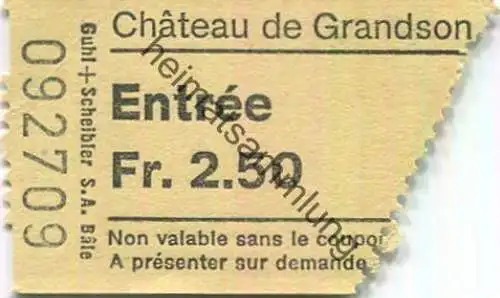 Château de Grandson
Entrée
Fr. 2.50
Non valable sans le coupon
A présenter sur demande
092709
Guhl+Scheibler S.A. Bâle
heimatsammlung